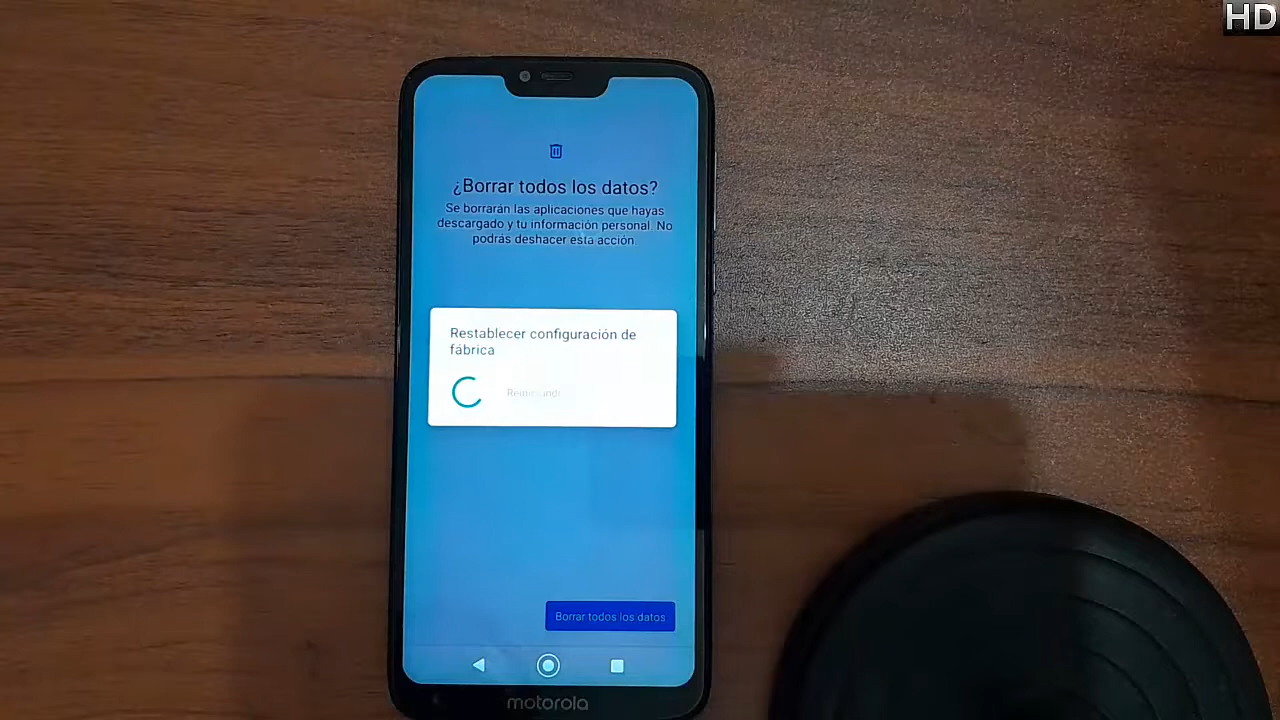 HD
¿Borrar todos los datos?
Se borrarán las aplicaciones que hayas
descargado y tu información personal. No
podrás deshacer esta acción
Restablecer configuración de
fábrica
Borrar todos los datos
motorola